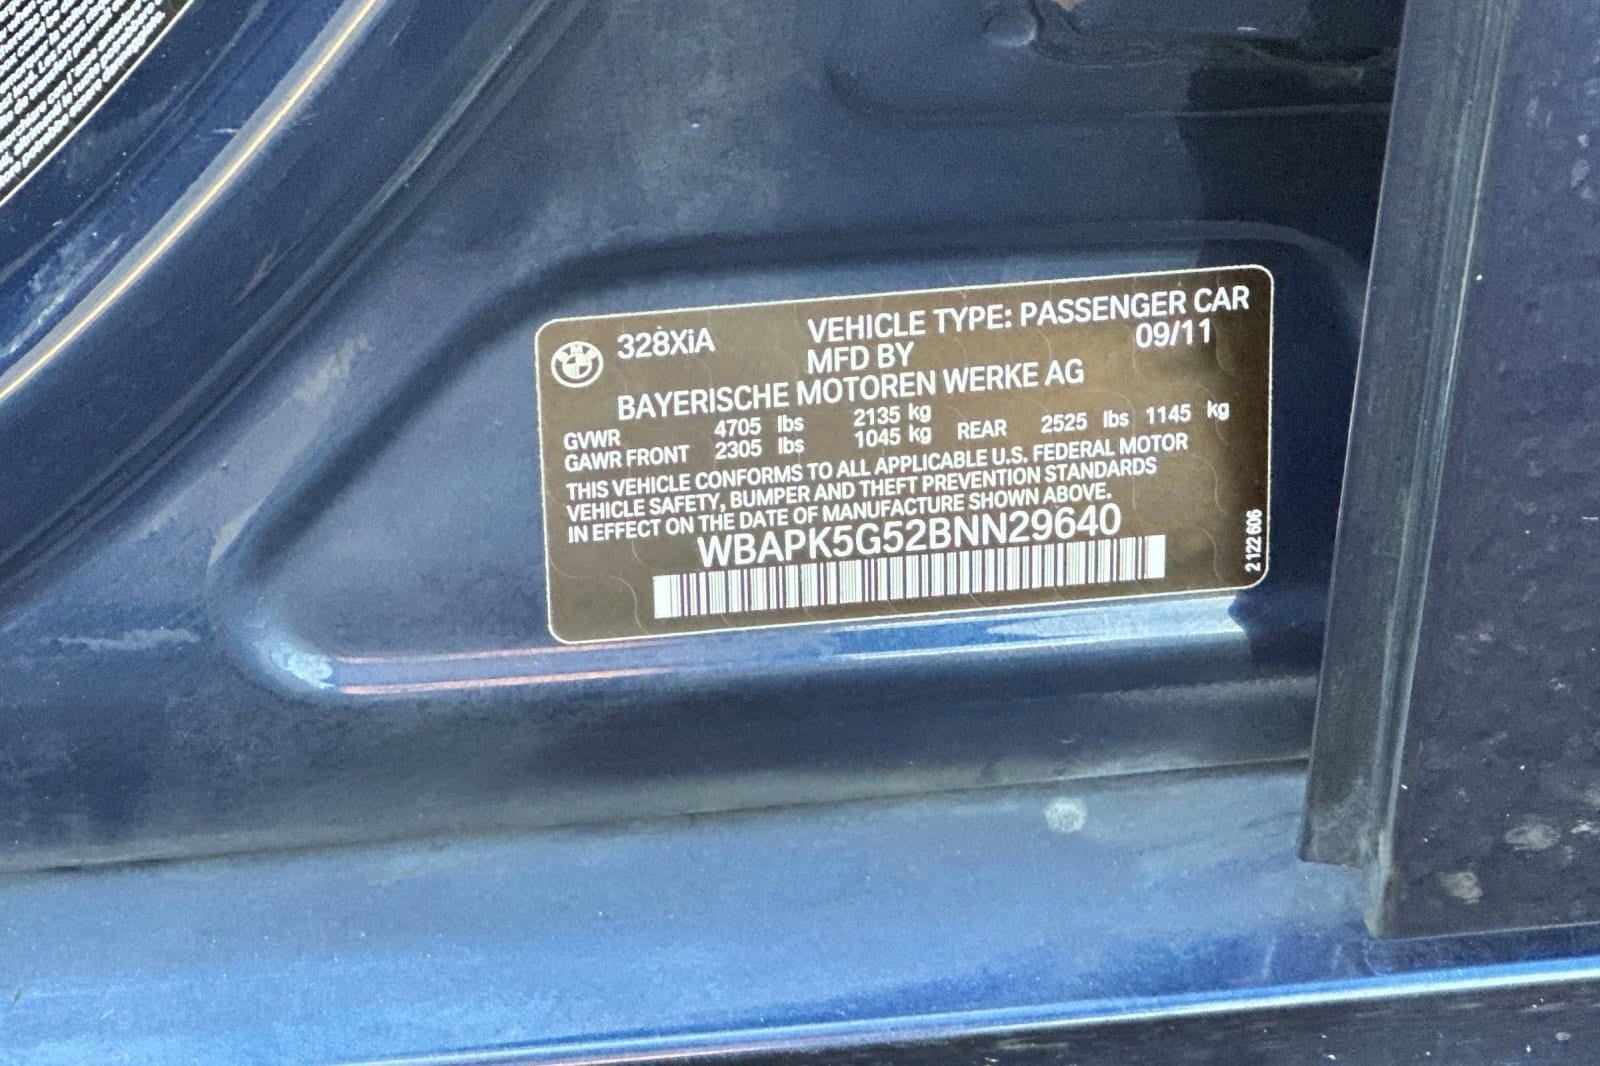 328XiA
VEHICLE TYPE: PASSENGER CAR
MFD BY 09/11
BAYERISCHE MOTOREN WERKE AG
GVWR 4705 lbs 2135 kg
GAWR FRONT 2305 lbs 1045 kg REAR 2525 lbs 1145 kg
THIS VEHICLE CONFORMS TO ALL APPLICABLE U.S. FEDERAL MOTOR
VEHICLE SAFETY, BUMPER AND THEFT PREVENTION STANDARDS
IN EFFECT ON THE DATE OF MANUFACTURE SHOWN ABOVE.
WBAPK5G52BNN29640
2 122 606